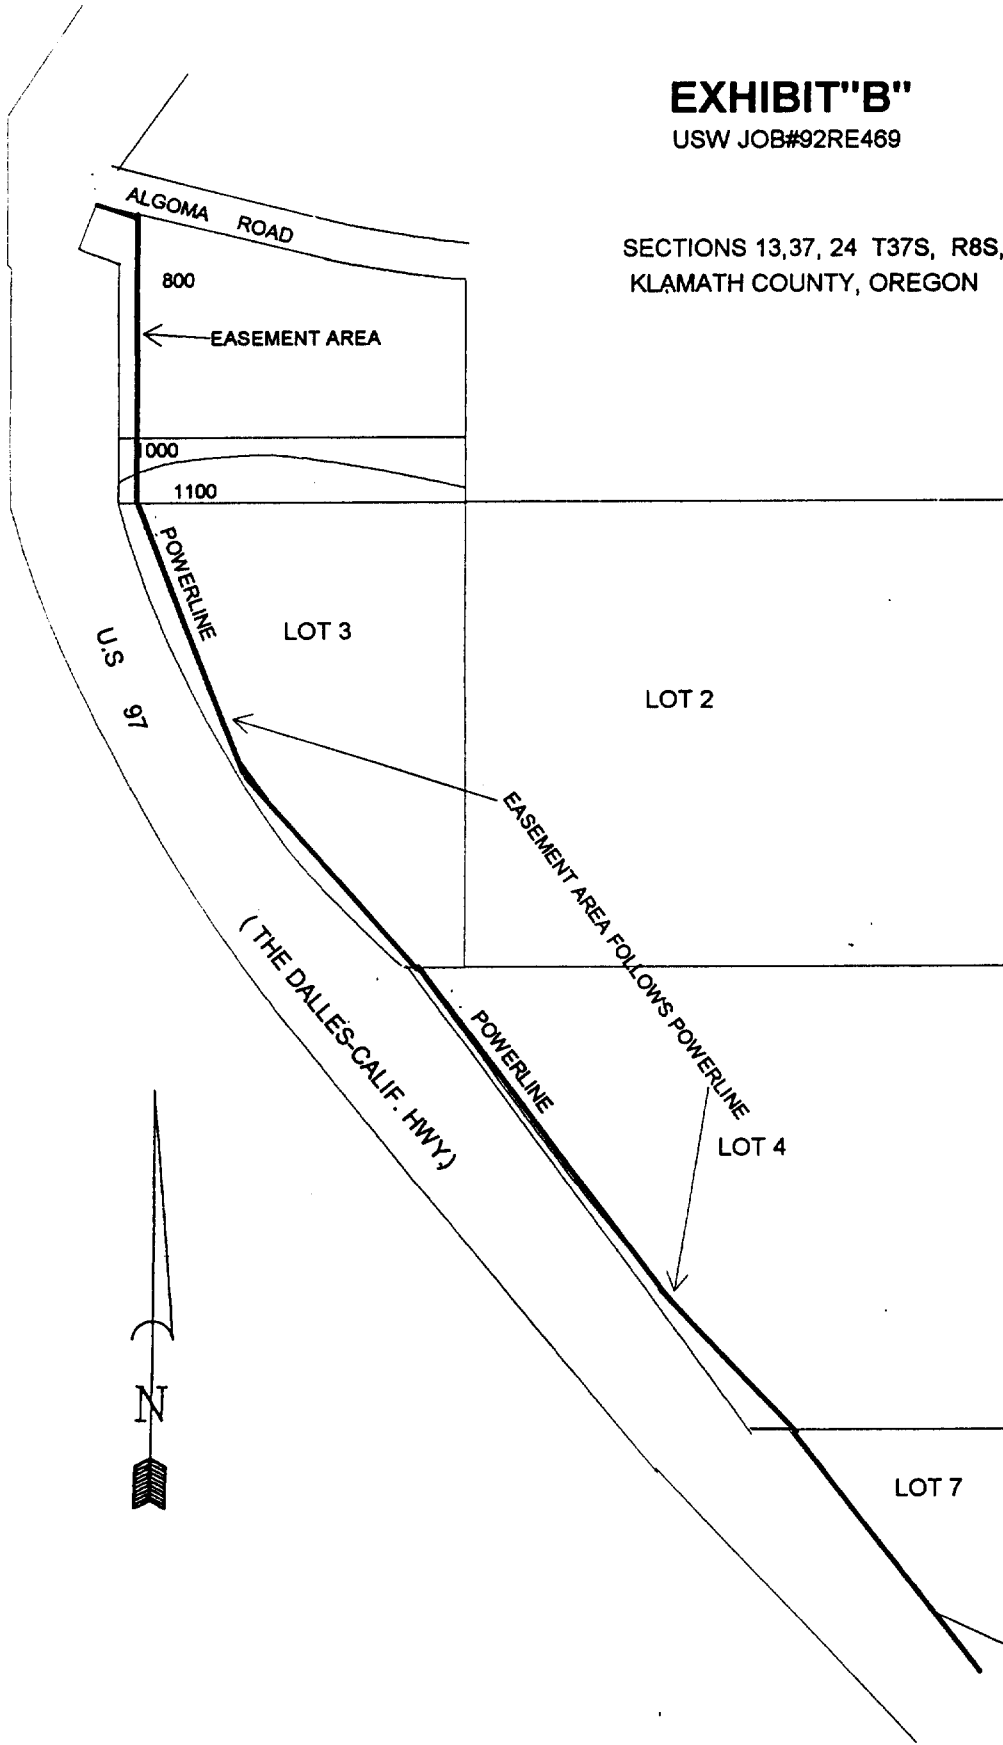 EXHIBIT"B"
USW JOB#92RE469
ALGOMA ROAD
SECTIONS 13,37, 24 T37S, R8S,
KLAMATH COUNTY, OREGON
800
EASEMENT AREA
1000
1100
POWERLINE
LOT 3
U.S 97
LOT 2
EASEMENT AREA FOLLOWS POWERLINE
( THE DALLES-CALIF. HWY.)
POWERLINE
LOT 4
N
LOT 7